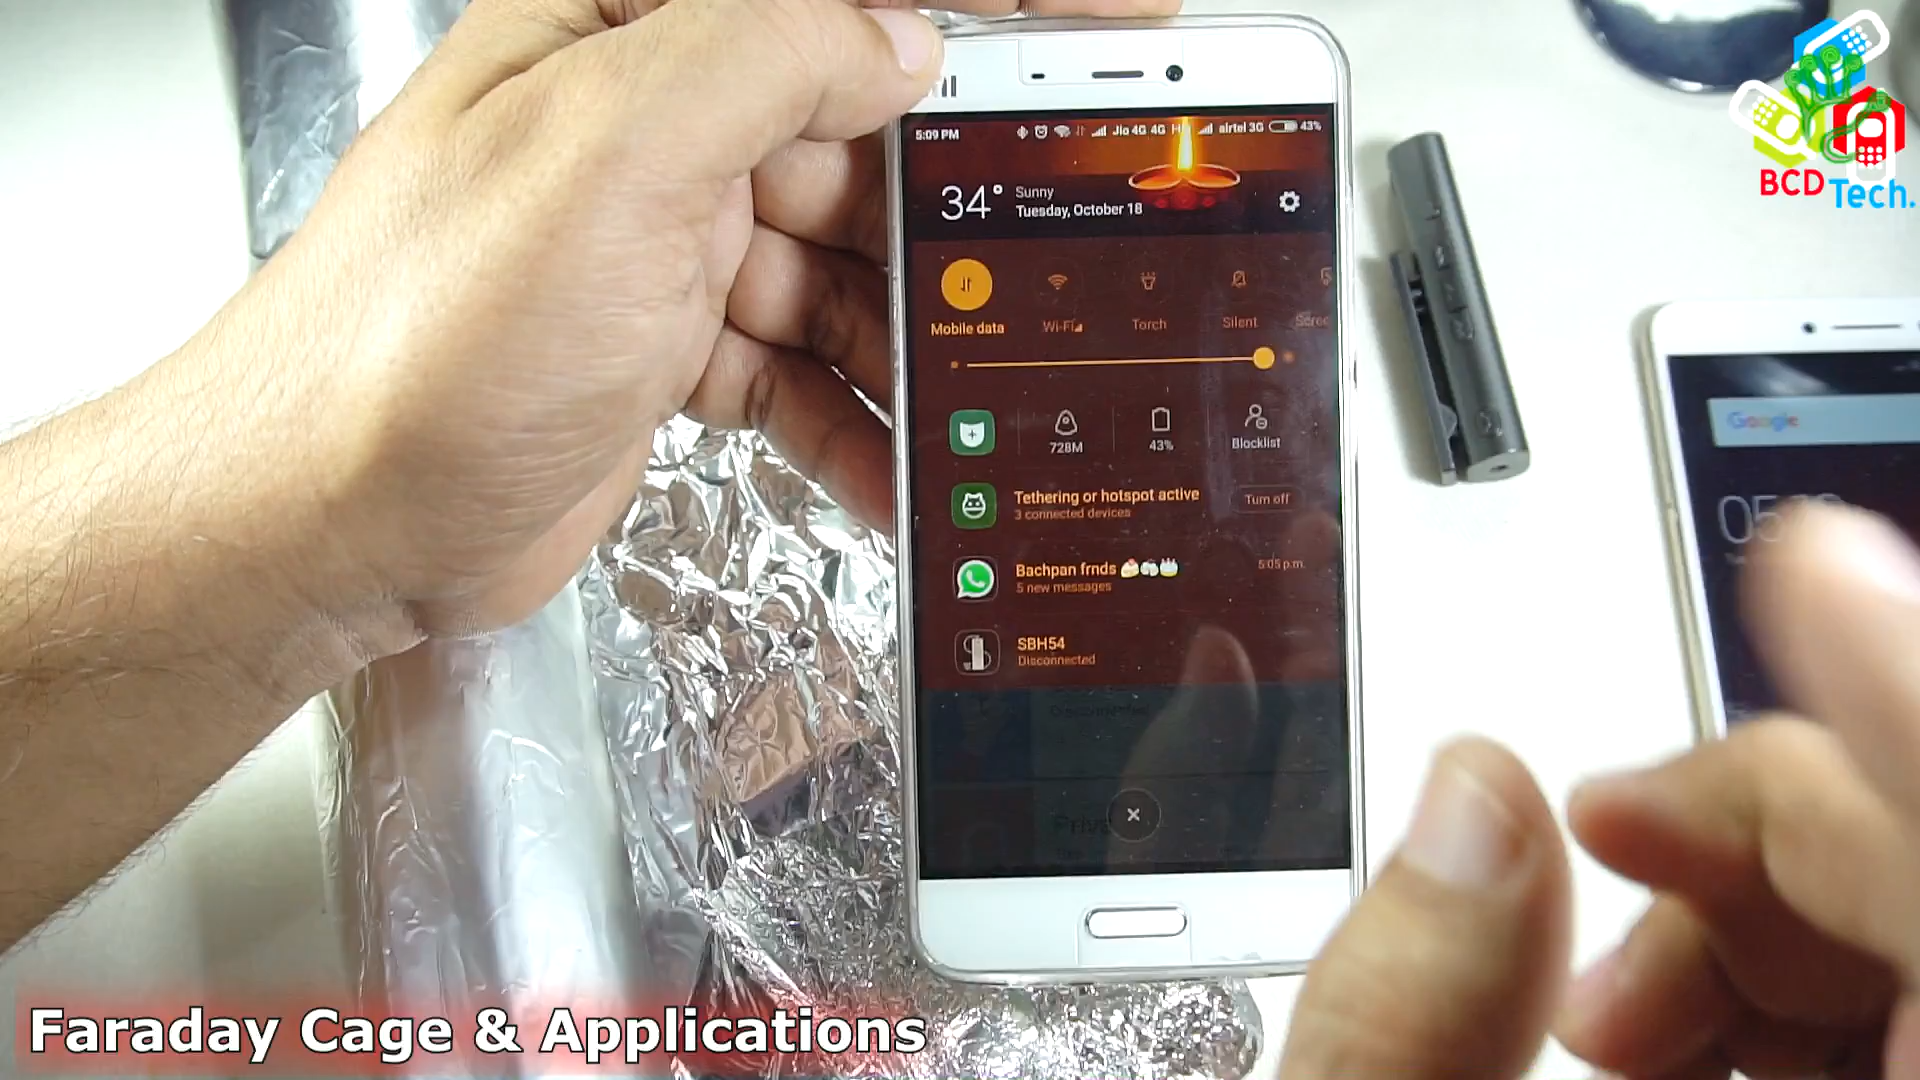 BCD
Tech.
5:09 PM
Jio 4G 4G
airtel 3G
43%
34°
Sunny
Tuesday, October 18
Mobile data
Wi-Fi
Torch
Silent
728M
43%
Blocklist
Tethering or hotspot active
3 connected devices
Turn off
Bachpan frnds
5 new messages
5:05 p.m.
SBH54
Disconnected
Google
Faraday Cage & Applications